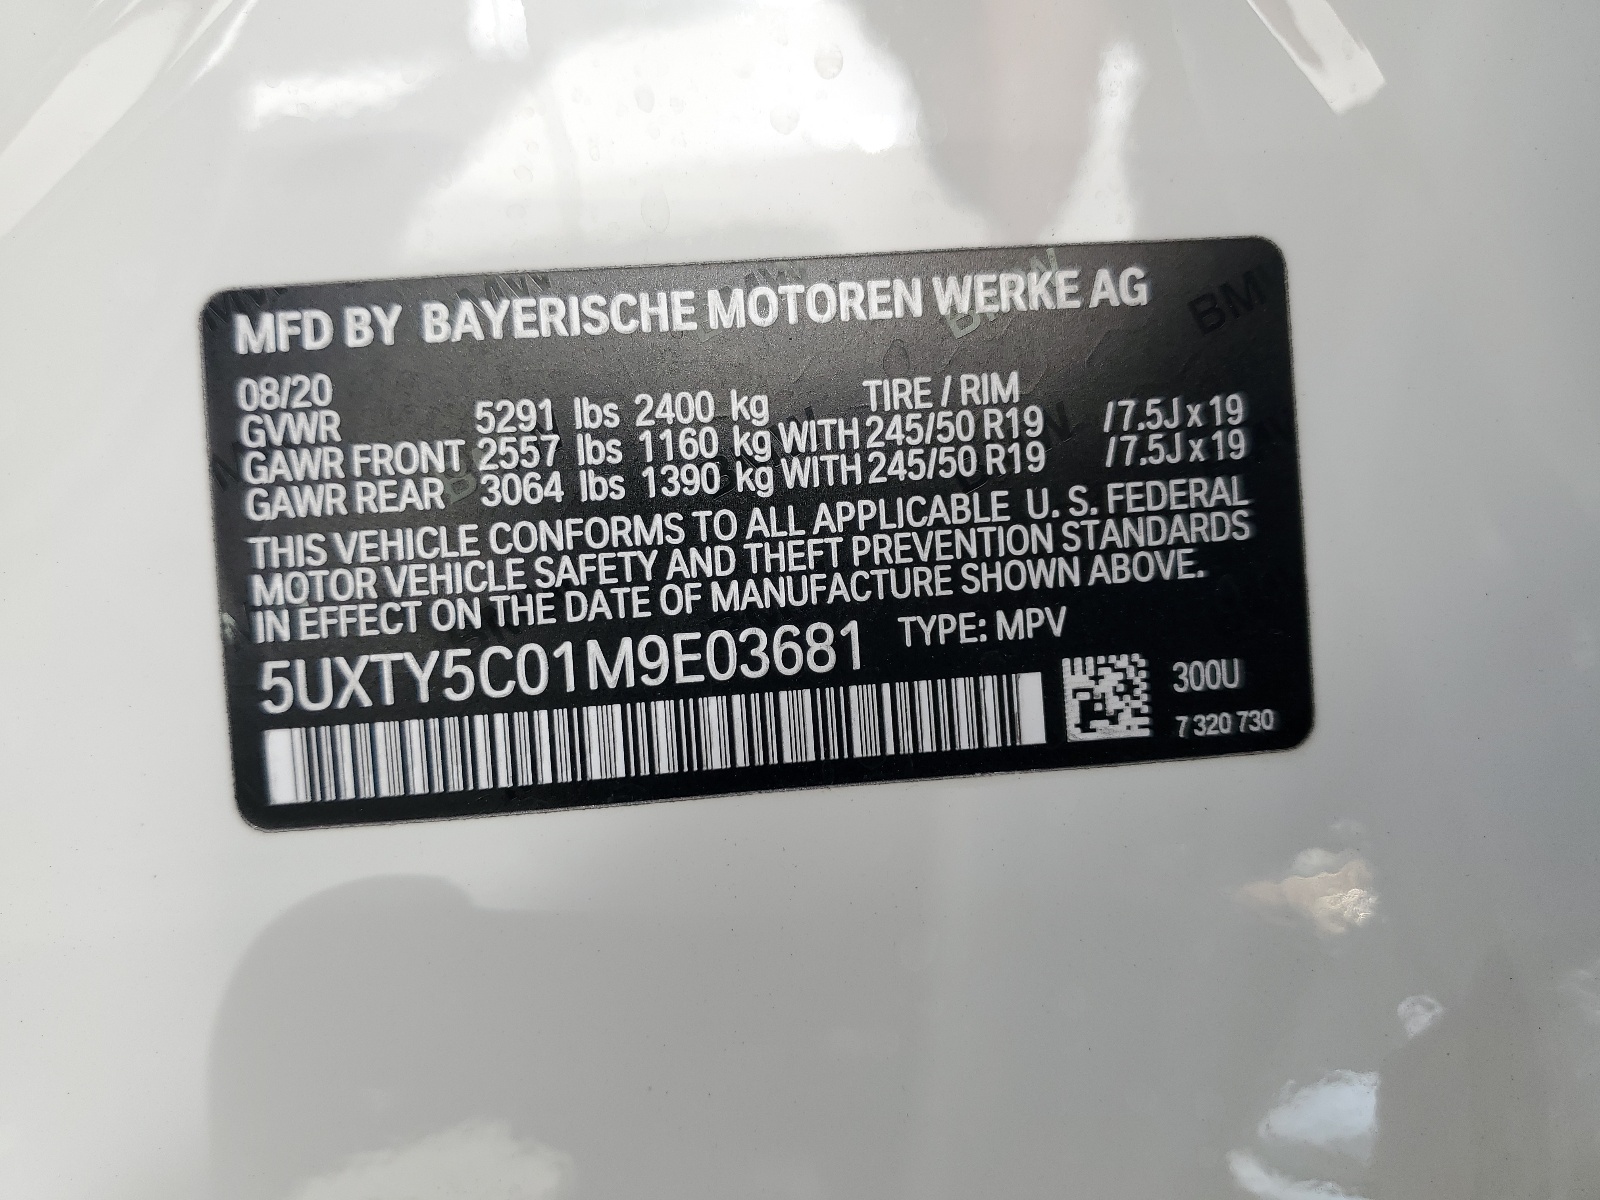 MFD BY BAYERISCHE MOTOREN WERKE AG
08/20 TIRE / RIM
GVWR 5291 lbs 2400 kg
GAWR FRONT 2557 lbs 1160 kg WITH 245/50 R19 /7.5J x 19
GAWR REAR 3064 lbs 1390 kg WITH 245/50 R19 /7.5J x 19
THIS VEHICLE CONFORMS TO ALL APPLICABLE U. S. FEDERAL
MOTOR VEHICLE SAFETY AND THEFT PREVENTION STANDARDS
IN EFFECT ON THE DATE OF MANUFACTURE SHOWN ABOVE.
5UXTY5C01M9E03681 TYPE: MPV
300U
7 320 730